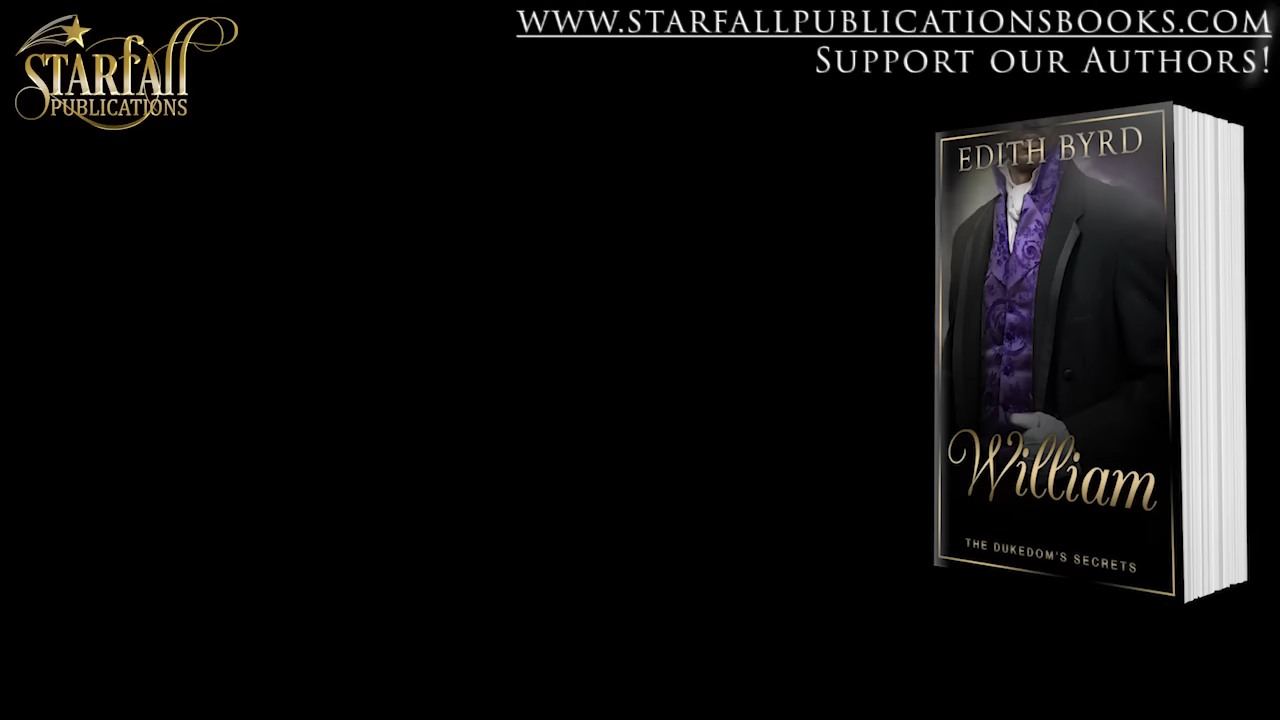 STARfall
PUBLICATIONS
WWW.STARFALLPUBLICATIONSBOOKS.COM
SUPPORT OUR AUTHORS!
EDITH BYRD
William
THE DUKEDOM'S SECRETS